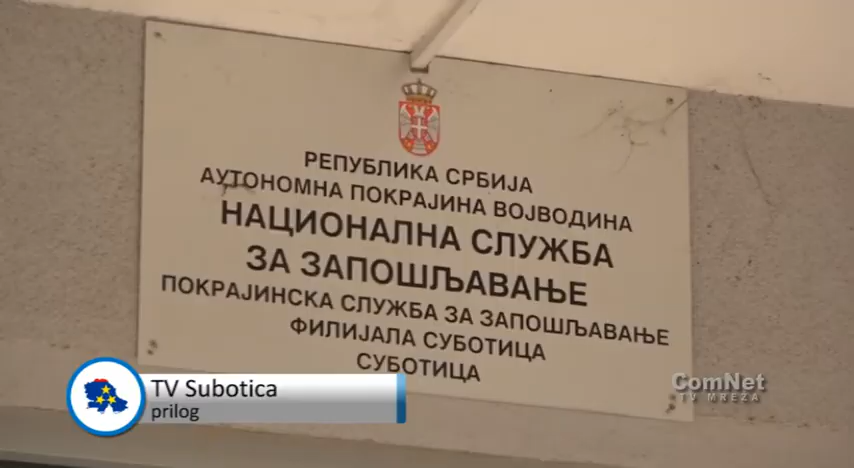 РЕПУБЛИКА СРБИЈА
АУТОНОМНА ПОКРАЈИНА ВОЈВОДИНА
НАЦИОНАЛНА СЛУЖБА
ЗА ЗАПОШЉАВАЊЕ
ПОКРАЈИНСКА СЛУЖБА ЗА ЗАПОШЉАВАЊЕ
ФИЛИЈАЛА СУБОТИЦА
СУБОТИЦА
TV Subotica
prilog
ComNet
TV MREZA